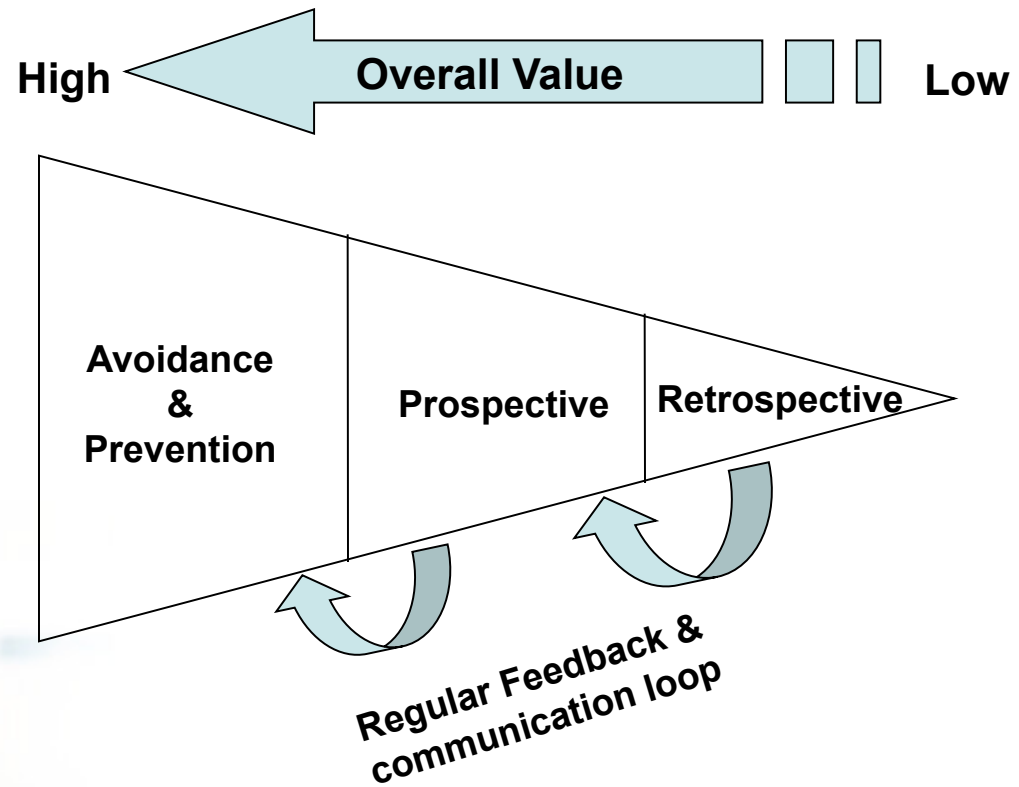 High
Overall Value
Low
Avoidance
&
Prevention
Prospective
Retrospective
Regular Feedback &
communication loop